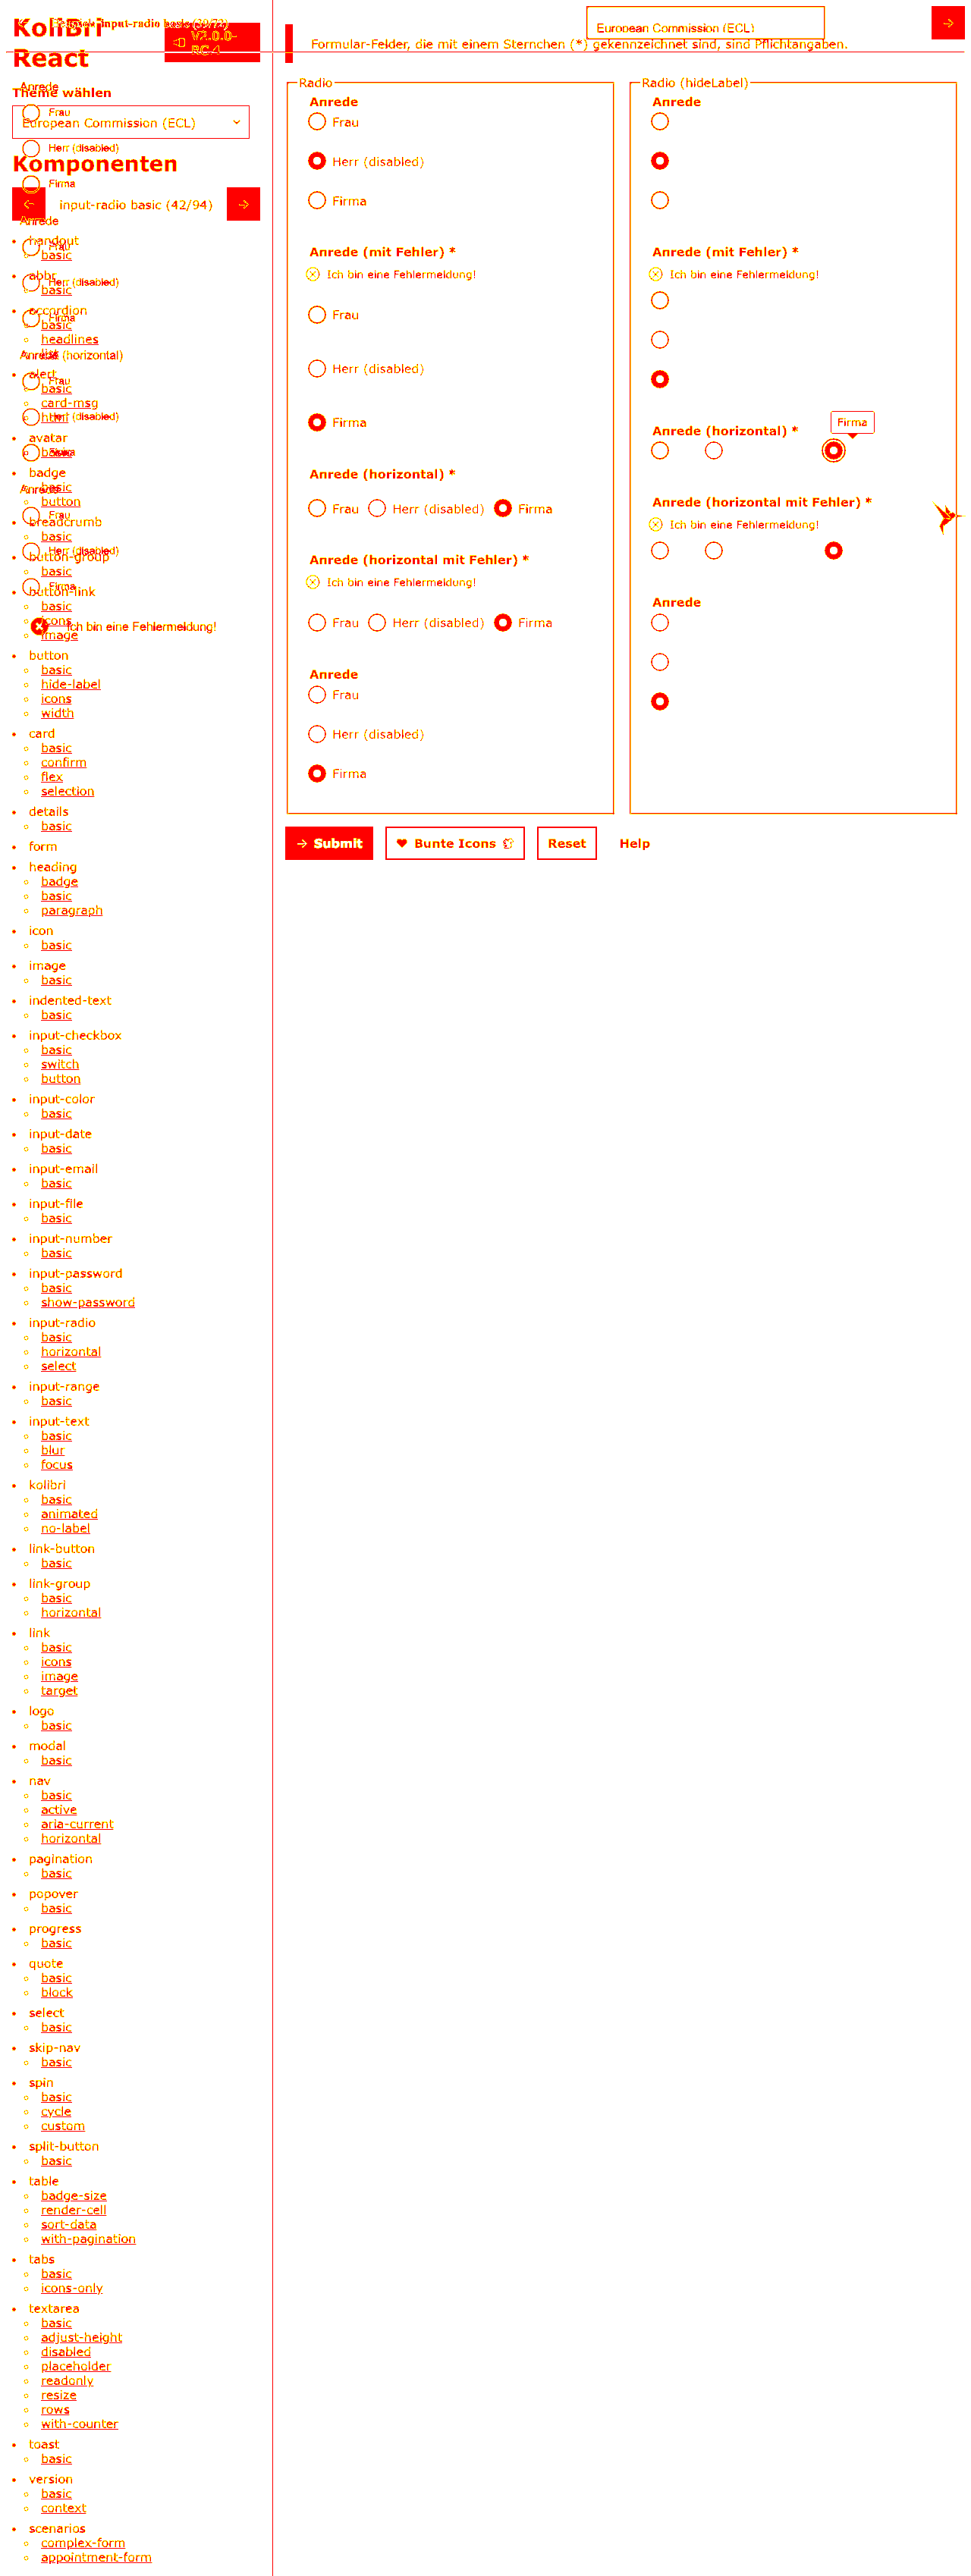 KoliBri
React
V2.0.0-
RC.4
Theme wählen
European Commission (ECL)
Komponenten
input-radio basic (42/94)
handout
basic
abbr
basic
accordion
basic
headlines
list
alert
basic
card-msg
html
avatar
basic
badge
basic
button
breadcrumb
basic
button-group
basic
button-link
basic
icons
image
button
basic
hide-label
icons
width
card
basic
confirm
flex
selection
details
basic
form
heading
badge
basic
paragraph
icon
basic
image
basic
indented-text
basic
input-checkbox
basic
switch
button
input-color
basic
input-date
basic
input-email
basic
input-file
basic
input-number
basic
input-password
basic
show-password
input-radio
basic
horizontal
select
input-range
basic
input-text
basic
blur
focus
kolibri
basic
animated
no-label
link-button
basic
link-group
basic
horizontal
link
basic
icons
image
target
logo
basic
modal
basic
nav
basic
active
aria-current
horizontal
pagination
basic
popover
basic
progress
basic
quote
basic
block
select
basic
skip-nav
basic
spin
basic
cycle
custom
split-button
basic
table
badge-size
render-cell
sort-data
with-pagination
tabs
basic
icons-only
textarea
basic
adjust-height
disabled
placeholder
readonly
resize
rows
with-counter
toast
basic
version
basic
context
scenarios
complex-form
appointment-form
input-radio basic (39/72)
Anrede
Frau
Herr (disabled)
Firma
Anrede
Frau
Herr (disabled)
Firma
Anrede (horizontal)
Frau
Herr (disabled)
Firma
Anrede
Frau
Herr (disabled)
Firma
Ich bin eine Fehlermeldung!
European Commission (ECL)
Formular-Felder, die mit einem Sternchen (*) gekennzeichnet sind, sind Pflichtangaben.
Radio
Anrede
Frau
Herr (disabled)
Firma
Anrede (mit Fehler) *
Ich bin eine Fehlermeldung!
Frau
Herr (disabled)
Firma
Anrede (horizontal) *
Frau Herr (disabled) Firma
Anrede (horizontal mit Fehler) *
Ich bin eine Fehlermeldung!
Frau Herr (disabled) Firma
Anrede
Frau
Herr (disabled)
Firma
Radio (hideLabel)
Anrede
Anrede (mit Fehler) *
Ich bin eine Fehlermeldung!
Firma
Anrede (horizontal) *
Anrede (horizontal mit Fehler) *
Ich bin eine Fehlermeldung!
Anrede
Submit Bunte Icons Reset Help